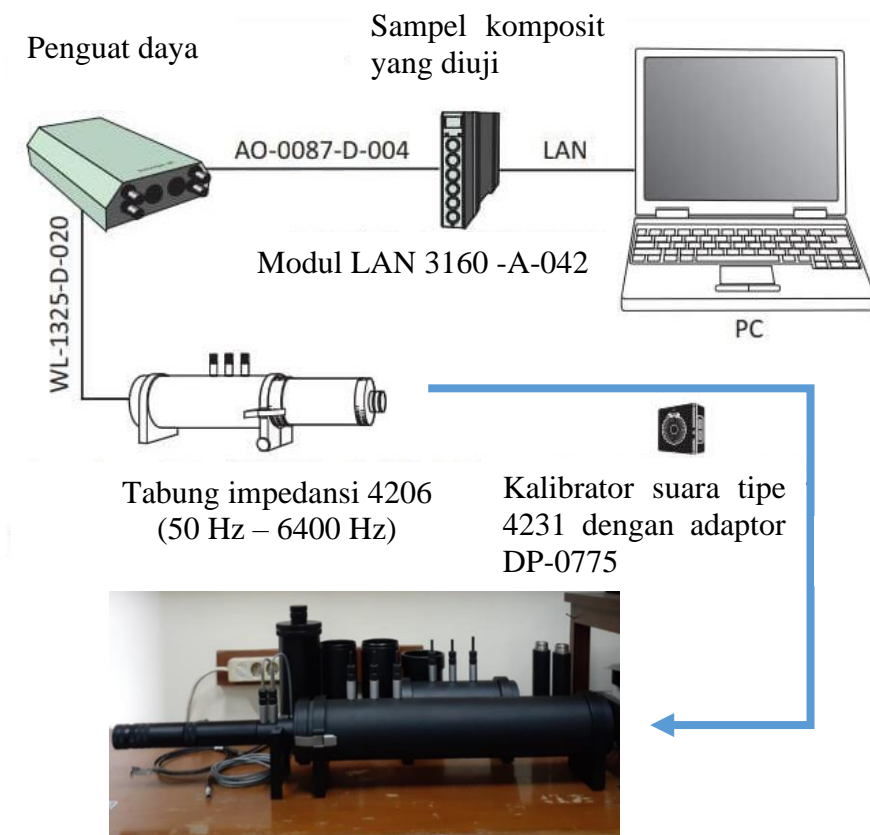 Penguat daya
Sampel komposit
yang diuji
AO-0087-D-004
LAN
WL-1325-D-020
Modul LAN 3160 -A-042
PC
Tabung impedansi 4206
(50 Hz – 6400 Hz)
Kalibrator suara tipe
4231 dengan adaptor
DP-0775